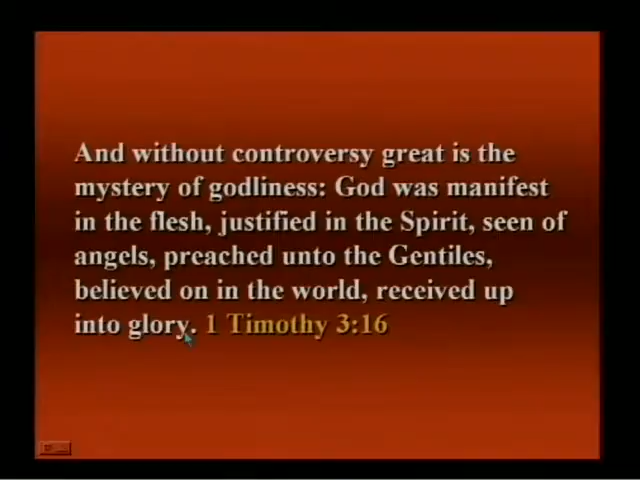 And without controversy great is the
mystery of godliness: God was manifest
in the flesh, justified in the Spirit, seen of
angels, preached unto the Gentiles,
believed on in the world, received up
into glory. 1 Timothy 3:16